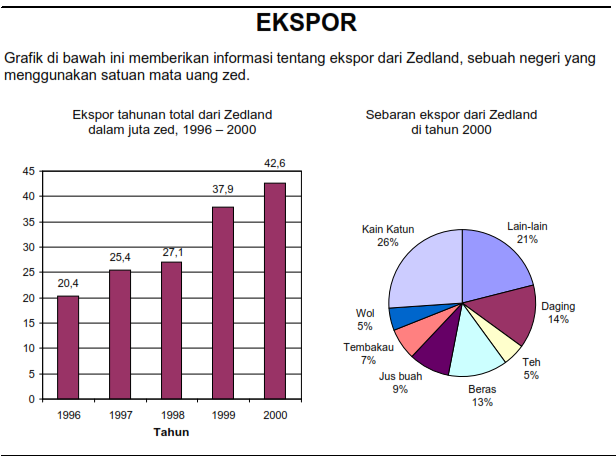 EKSPOR
Grafik di bawah ini memberikan informasi tentang ekspor dari Zedland, sebuah negeri yang
menggunakan satuan mata uang zed.
Ekspor tahunan total dari Zedland
dalam juta zed, 1996 – 2000
45
40
35
30
25
20
15
10
5
0
20,4
25,4
27,1
37,9
42,6
1996
1997
1998
1999
2000
Tahun
Sebaran ekspor dari Zedland
di tahun 2000
Kain Katun
26%
Lain-lain
21%
Daging
14%
Teh
5%
Beras
13%
Jus buah
9%
Tembakau
7%
Wol
5%